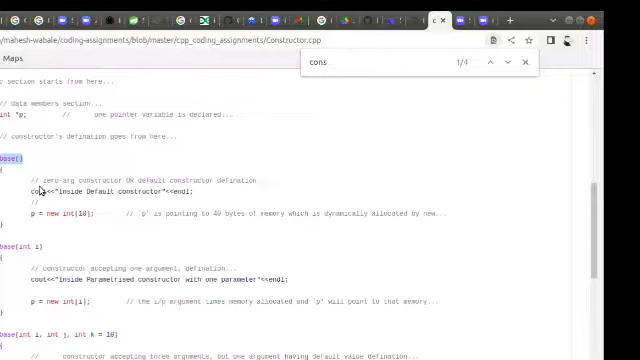 /mahesh-wabale/coding-assignments/blob/master/cpp_coding_assignments/Constructor.cpp
Maps
cons
1/4
c section starts from here...
// data members section...
int *p; // one pointer variable is declared...
// constructor's defination goes from here...
base()
{
// zero-arg constructor OR default constructor defination
cout<<"Inside Default constructor"<<endl;
//
p = new int[10]; // 'p' is pointing to 40 bytes of memory which is dynamically allocated by new...
}
base(int i)
{
// constructor accepting one argument, defination...
cout<<"Inside Parametrised constructor with one parameter"<<endl;
p = new int[i]; // the i/p argument times memory allocated and 'p' will point to that memory...
}
base(int i, int j, int k = 10)
{
// constructor accepting three arguments, but one argument having default value defination...